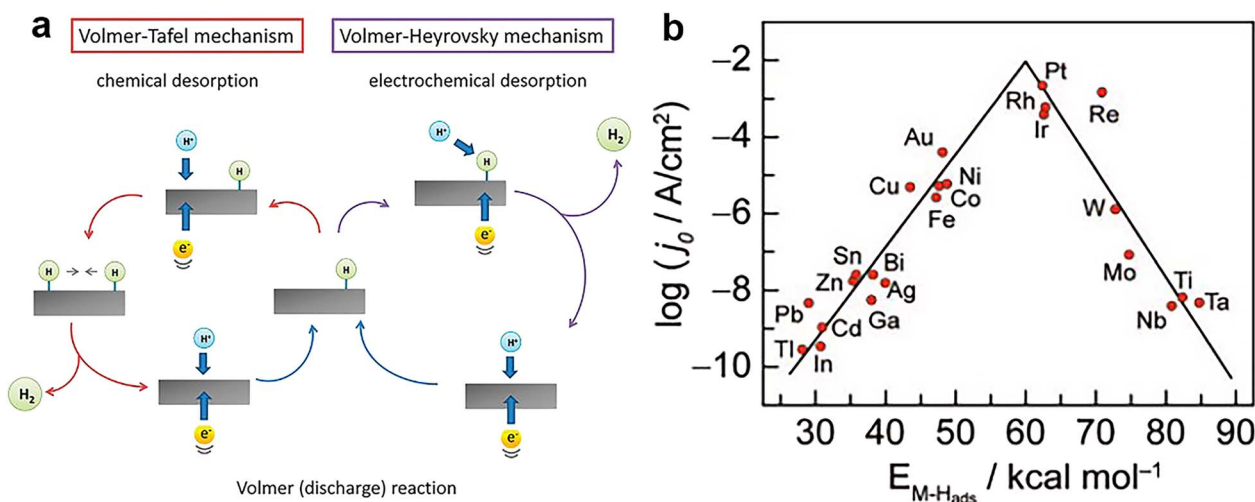 a
Volmer-Tafel mechanism
Volmer-Heyrovsky mechanism
chemical desorption
electrochemical desorption
H⁺
H
e⁻
H⁺
H
H₂
e⁻
H
H
H
H₂
H⁺
e⁻
H⁺
e⁻
Volmer (discharge) reaction
b
log (j₀ / A/cm²)
−2
−4
−6
−8
−10
Pt
Rh
Ir
Re
Au
Cu
Ni
Co
Fe
W
Mo
Sn
Bi
Zn
Ag
Ga
Pb
Cd
Tl
In
Ti
Ta
Nb
30 40 50 60 70 80 90
E M-Hads / kcal mol⁻¹